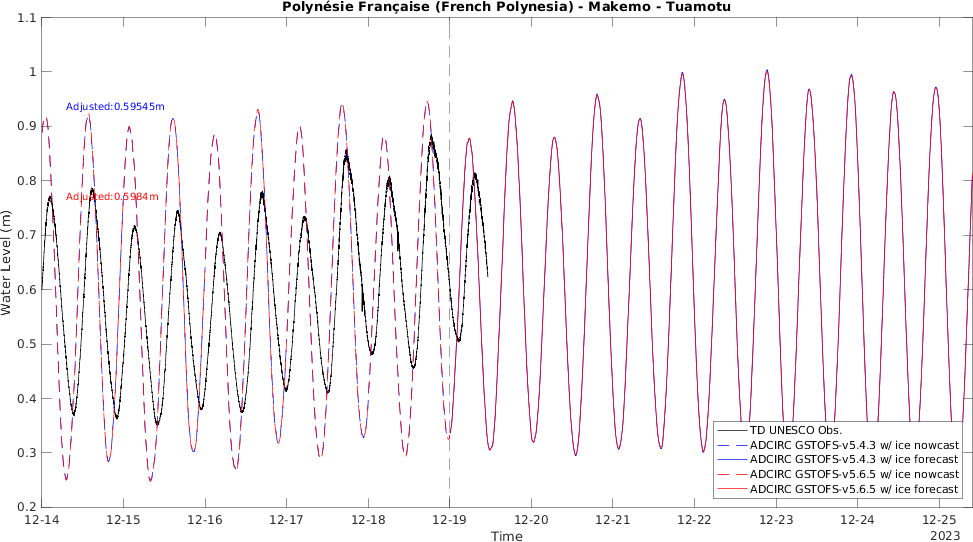 Polynésie Française (French Polynesia) - Makemo - Tuamotu
1.1
1
0.9
0.8
0.7
0.6
0.5
0.4
0.3
0.2
Water Level (m)
Adjusted:0.59545m
Adjusted:0.5984m
TD UNESCO Obs.
ADCIRC GSTOFS-v5.4.3 w/ ice nowcast
ADCIRC GSTOFS-v5.4.3 w/ ice forecast
ADCIRC GSTOFS-v5.6.5 w/ ice nowcast
ADCIRC GSTOFS-v5.6.5 w/ ice forecast
12-14 12-15 12-16 12-17 12-18 12-19 12-20 12-21 12-22 12-23 12-24 12-25
Time
2023